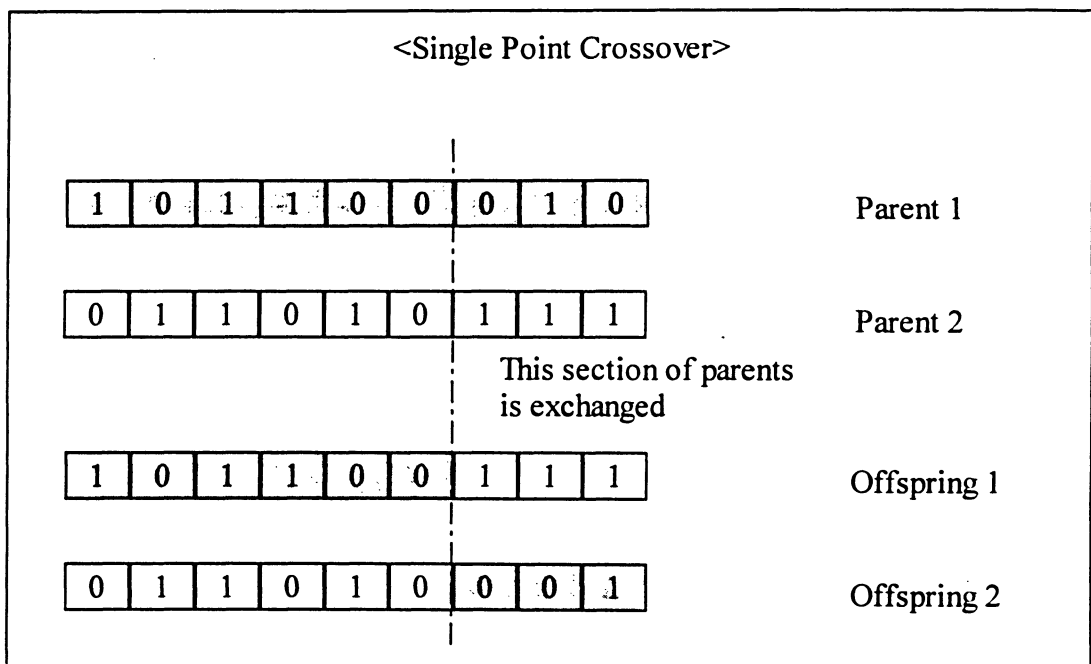 <Single Point Crossover>
1 0 1 1 0 0 0 1 0 Parent 1
0 1 1 0 1 0 1 1 1 Parent 2
This section of parents
is exchanged
1 0 1 1 0 0 1 1 1 Offspring 1
0 1 1 0 1 0 0 0 1 Offspring 2